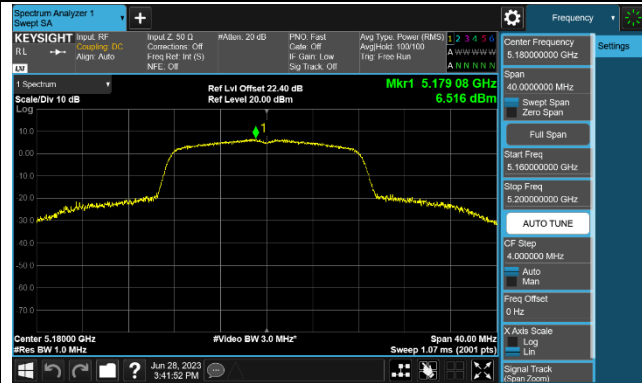 Spectrum Analyzer 1
Swept SA
+
Frequency
KEYSIGHT
RL
LXI
Input: RF
Coupling: DC
Align: Auto
Input Z: 50 Ω
Corrections: Off
Freq Ref: Int (S)
NFE: Off
#Atten: 20 dB
PNO: Fast
Gate: Off
IF Gain: Low
Sig Track: Off
Avg Type: Power (RMS)
Avg|Hold: 100/100
Trig: Free Run
1 2 3 4 5 6
A W W W W W
A N N N N N
1 Spectrum
Scale/Div 10 dB
Log
Ref Lvl Offset 22.40 dB
Ref Level 20.00 dBm
Mkr1 5.179 08 GHz
6.516 dBm
1
10.0
0.00
-10.0
-20.0
-30.0
-40.0
-50.0
-60.0
-70.0
Center 5.18000 GHz
#Res BW 1.0 MHz
#Video BW 3.0 MHz*
Span 40.00 MHz
Sweep 1.07 ms (2001 pts)
?
Jun 28, 2023
3:41:52 PM
Center Frequency
5.180000000 GHz
Settings
Span
40.0000000 MHz
Swept Span
Zero Span
Full Span
Start Freq
5.160000000 GHz
Stop Freq
5.200000000 GHz
AUTO TUNE
CF Step
4.000000 MHz
Auto
Man
Freq Offset
0 Hz
X Axis Scale
Log
Lin
Signal Track
(Span Zoom)